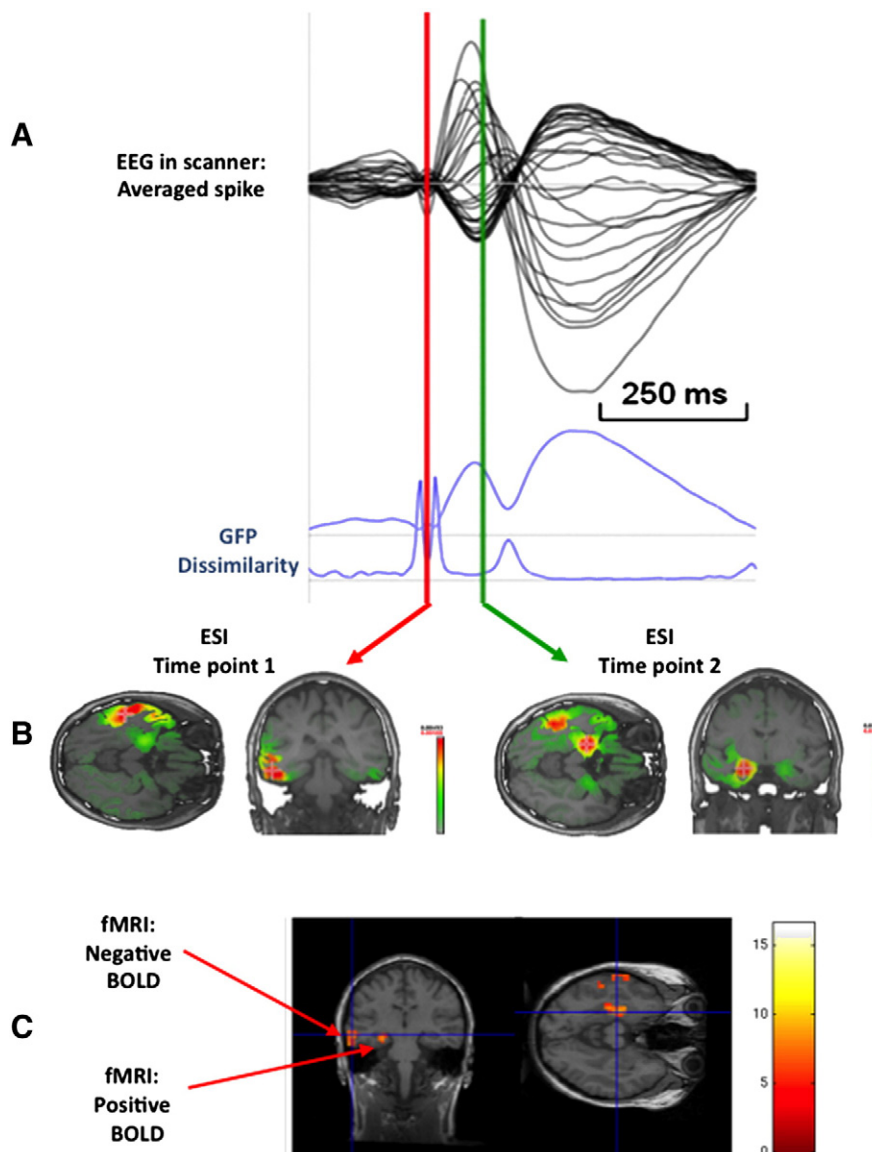 A
EEG in scanner:
Averaged spike
250 ms
GFP
Dissimilarity
ESI
Time point 1
ESI
Time point 2
B
fMRI:
Negative
BOLD
C
fMRI:
Positive
BOLD
15
10
5
0